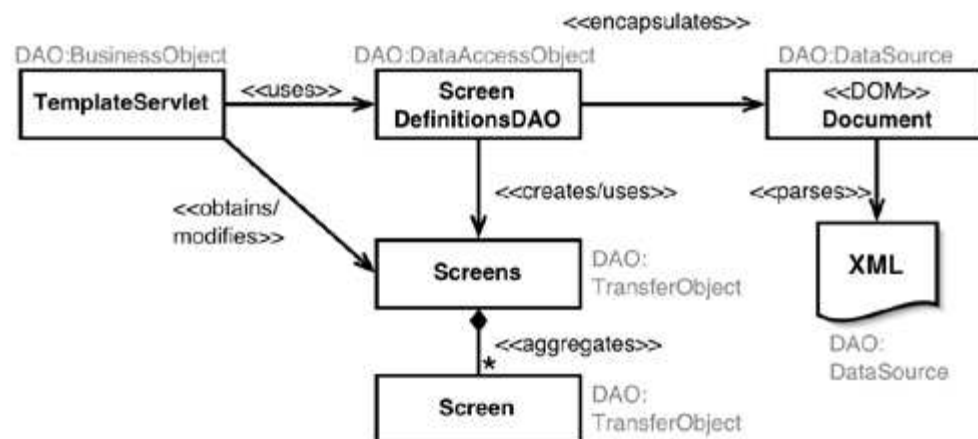 <<encapsulates>>
DAO:BusinessObject
DAO:DataAccessObject
DAO:DataSource
TemplateServlet
<<uses>>
Screen
DefinitionsDAO
<<DOM>>
Document
<<obtains/
modifies>>
<<creates/uses>>
<<parses>>
Screens
DAO:
TransferObject
XML
<<aggregates>>
*
DAO:
DataSource
Screen
DAO:
TransferObject